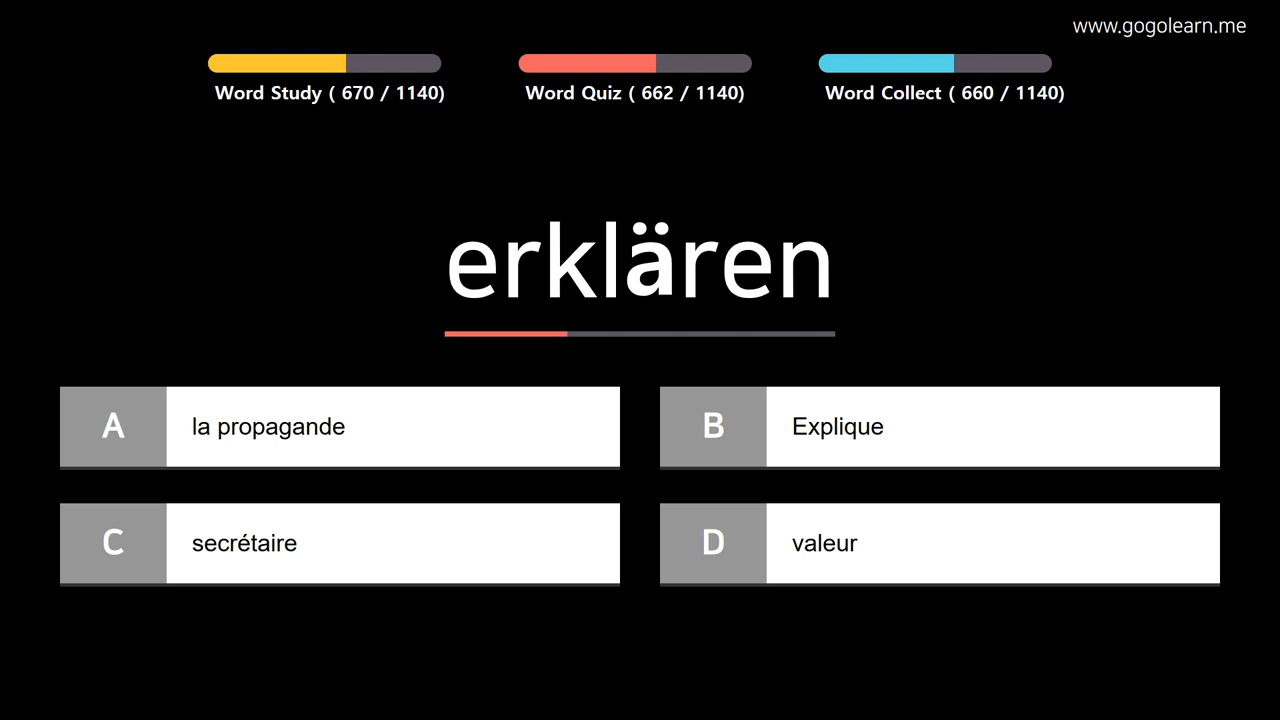 www.gogolearn.me
Word Study ( 670 / 1140)
Word Quiz ( 662 / 1140)
Word Collect ( 660 / 1140)
erklären
A la propagande
B Explique
C secrétaire
D valeur